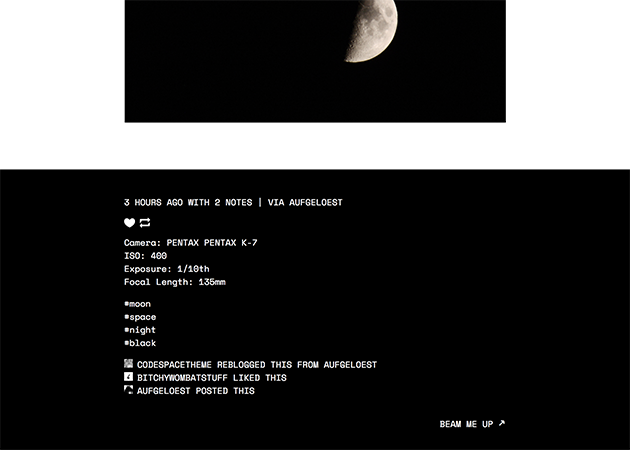 3 HOURS AGO WITH 2 NOTES | VIA AUFGELOEST
Camera: PENTAX PENTAX K-7
ISO: 400
Exposure: 1/10th
Focal Length: 135mm
#moon
#space
#night
#black
CODESPACETHEME REBLOGGED THIS FROM AUFGELOEST
BITCHYWOMBATSTUFF LIKED THIS
AUFGELOEST POSTED THIS
BEAM ME UP ↗